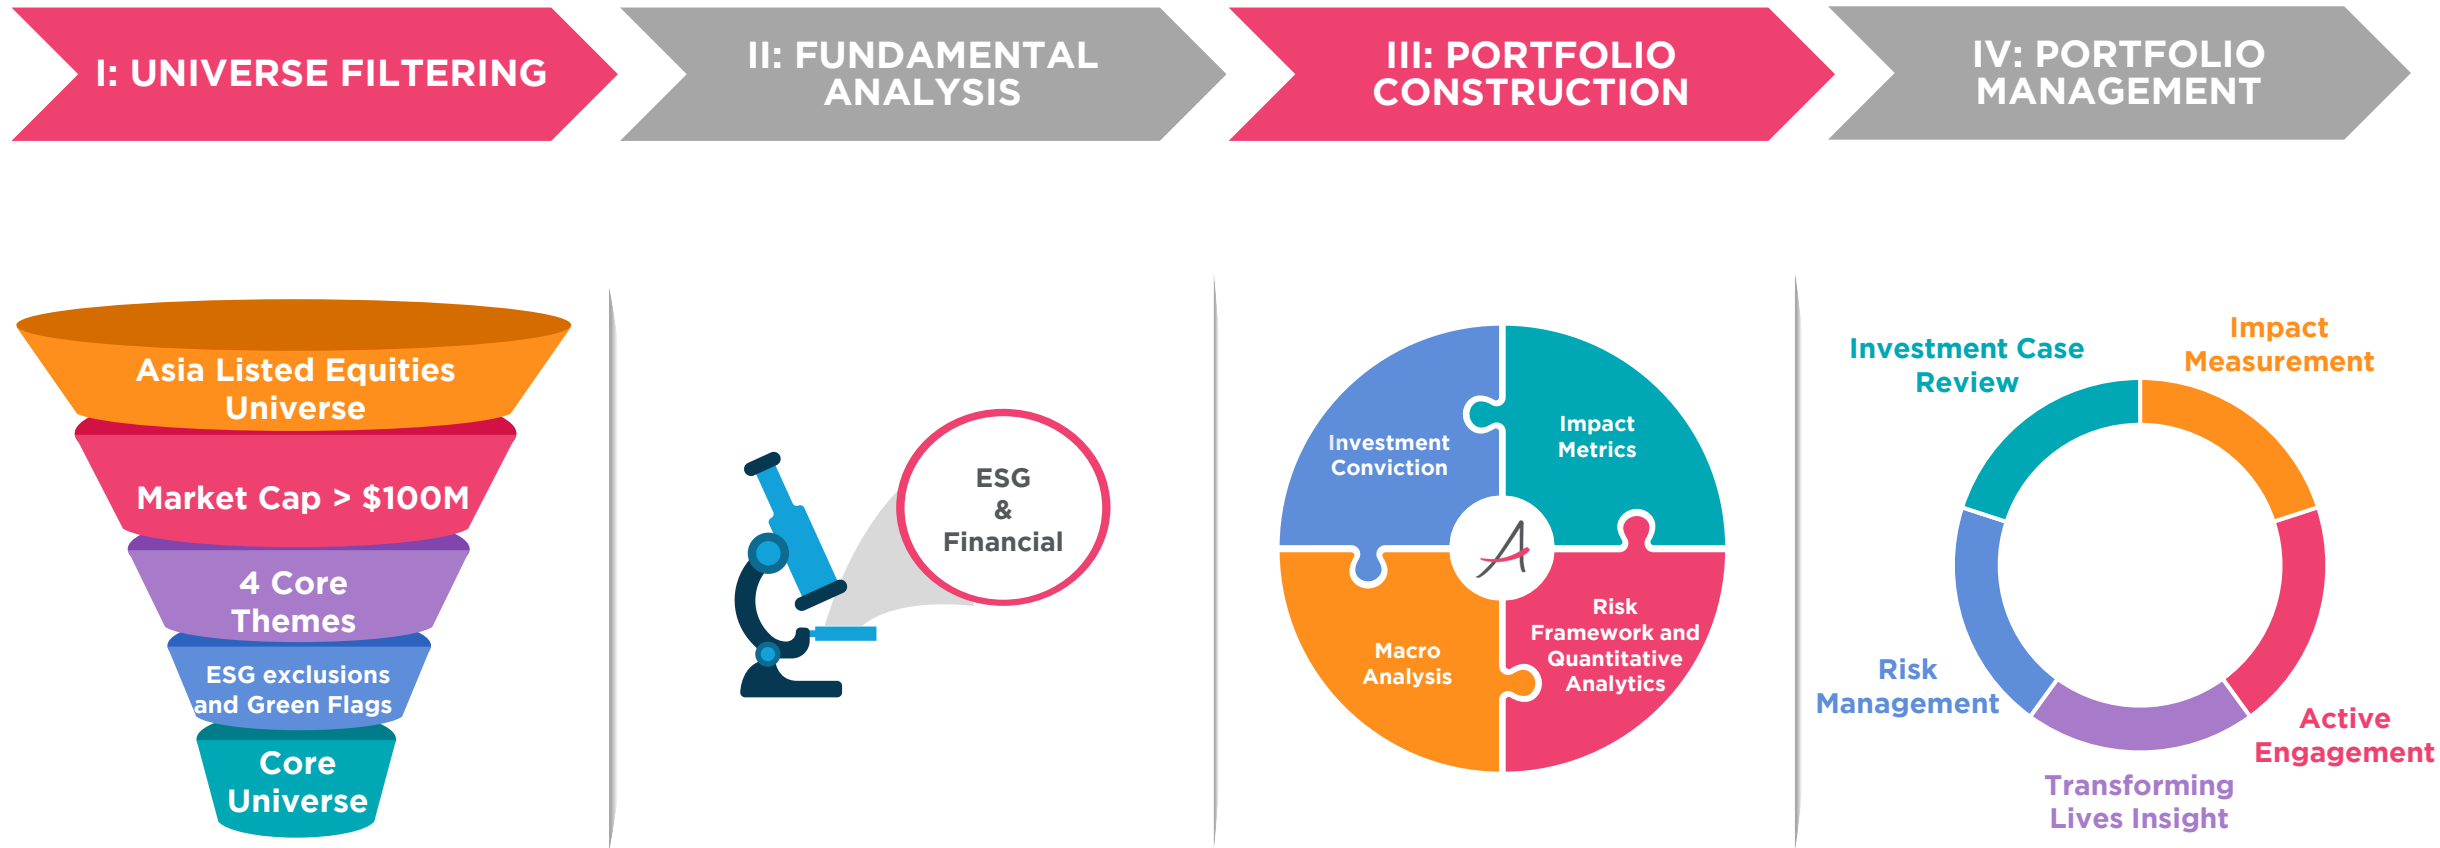 I: UNIVERSE FILTERING
II: FUNDAMENTAL
ANALYSIS
III: PORTFOLIO
CONSTRUCTION
IV: PORTFOLIO
MANAGEMENT
Asia Listed Equities
Universe
Market Cap > $100M
4 Core
Themes
ESG exclusions
and Green Flags
Core
Universe
ESG
&
Financial
Investment
Conviction
Impact
Metrics
Macro
Analysis
Risk
Framework and
Quantitative
Analytics
A
Investment Case
Review
Impact
Measurement
Risk
Management
Active
Engagement
Transforming
Lives Insight